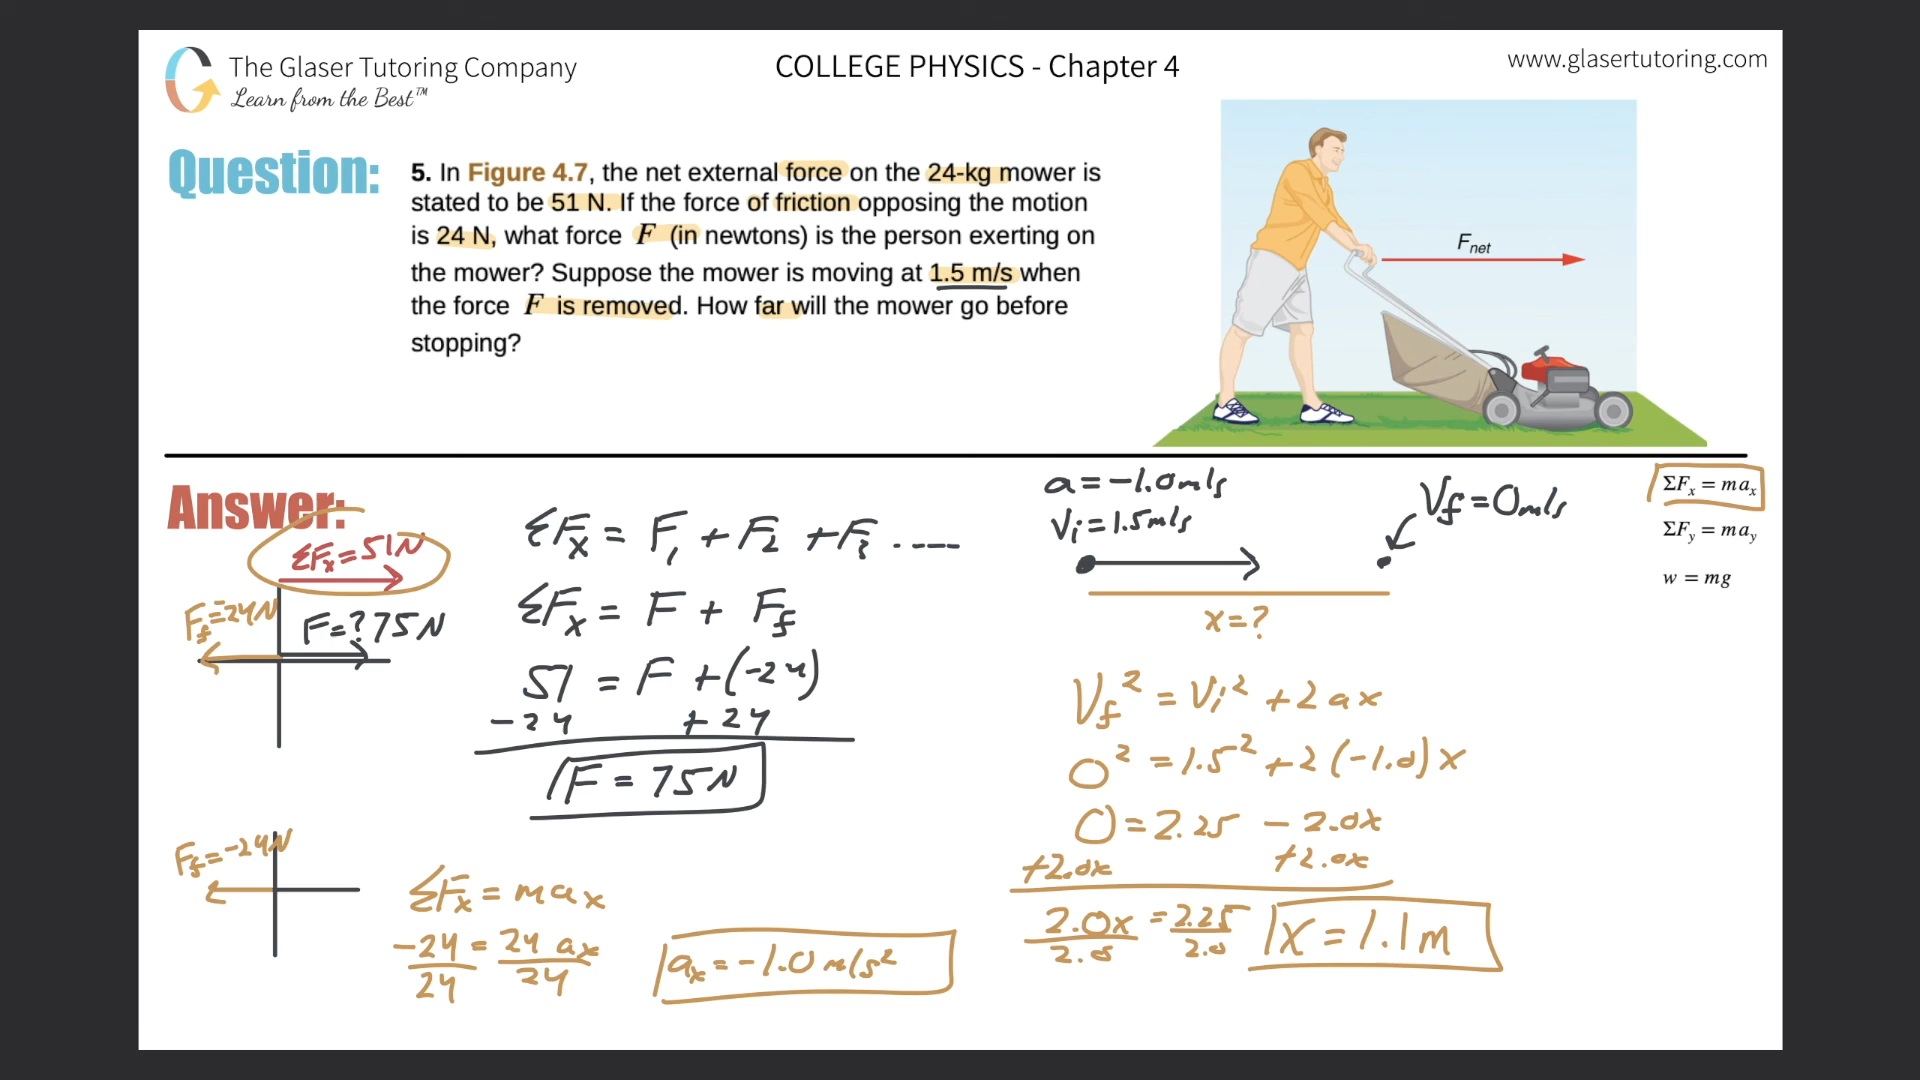 The Glaser Tutoring Company
Learn from the Best™
COLLEGE PHYSICS - Chapter 4
www.glasertutoring.com
Question:
5. In Figure 4.7, the net external force on the 24-kg mower is
stated to be 51 N. If the force of friction opposing the motion
is 24 N, what force F (in newtons) is the person exerting on
the mower? Suppose the mower is moving at 1.5 m/s when
the force F is removed. How far will the mower go before
stopping?
Fnet
Answer:
ΣFx = 51N
Ff = -24N
F = ? 75N
ΣFx = F1 + F2 + F3 .....
ΣFx = F + Ff
51 = F + (-24)
-24 +24
F = 75N
Ff = -24N
ΣFx = max
-24 = 24 ax
24 24
ax = -1.0 m/s²
a = -1.0 m/s
Vi = 1.5 m/s
Vf = 0 m/s
x = ?
Vf² = Vi² + 2ax
0² = 1.5² + 2(-1.0)x
0 = 2.25 - 2.0x
+2.0x +2.0x
2.0x = 2.25
2.0 2.0
x = 1.1m
ΣFx = max
ΣFy = may
w = mg